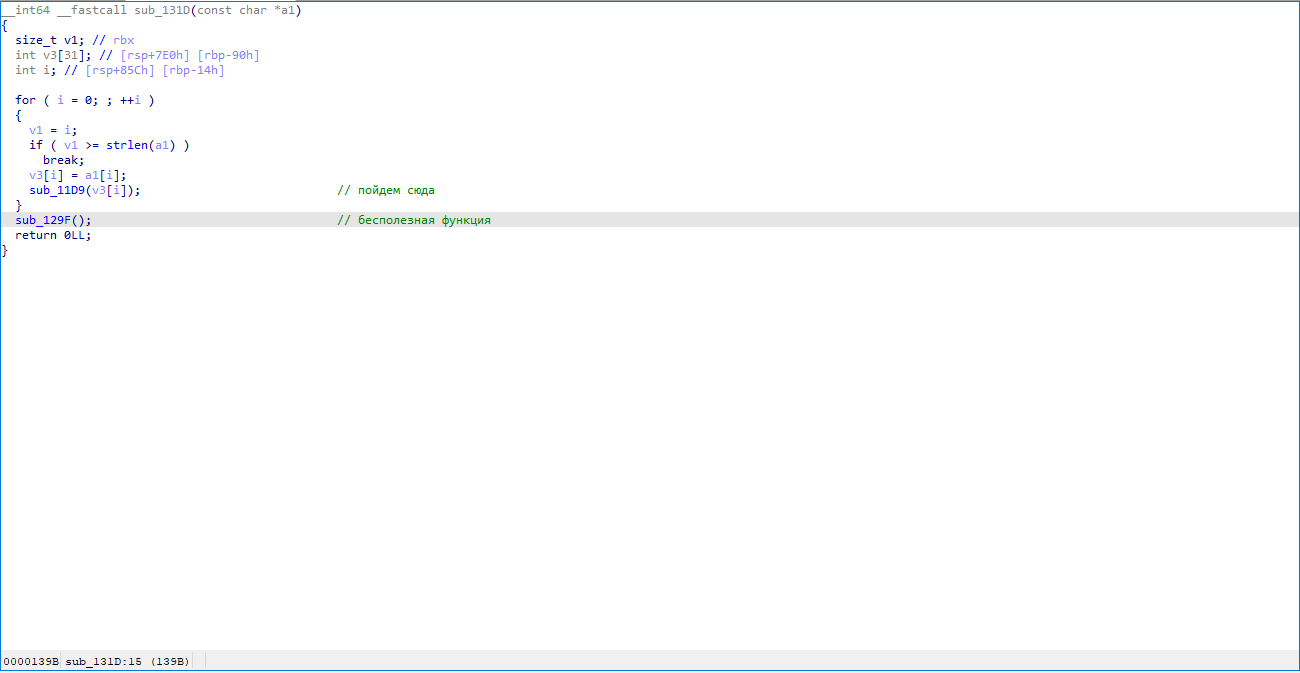 __int64 __fastcall sub_131D(const char *a1)
{
  size_t v1; // rbx
  int v3[31]; // [rsp+7E0h] [rbp-90h]
  int i; // [rsp+85Ch] [rbp-14h]

  for ( i = 0; ; ++i )
  {
    v1 = i;
    if ( v1 >= strlen(a1) )
      break;
    v3[i] = a1[i];
    sub_11D9(v3[i]);                            // пойдем сюда
  }
  sub_129F();                                   // бесполезная функция
  return 0LL;
}
0000139B sub_131D:15 (139B)